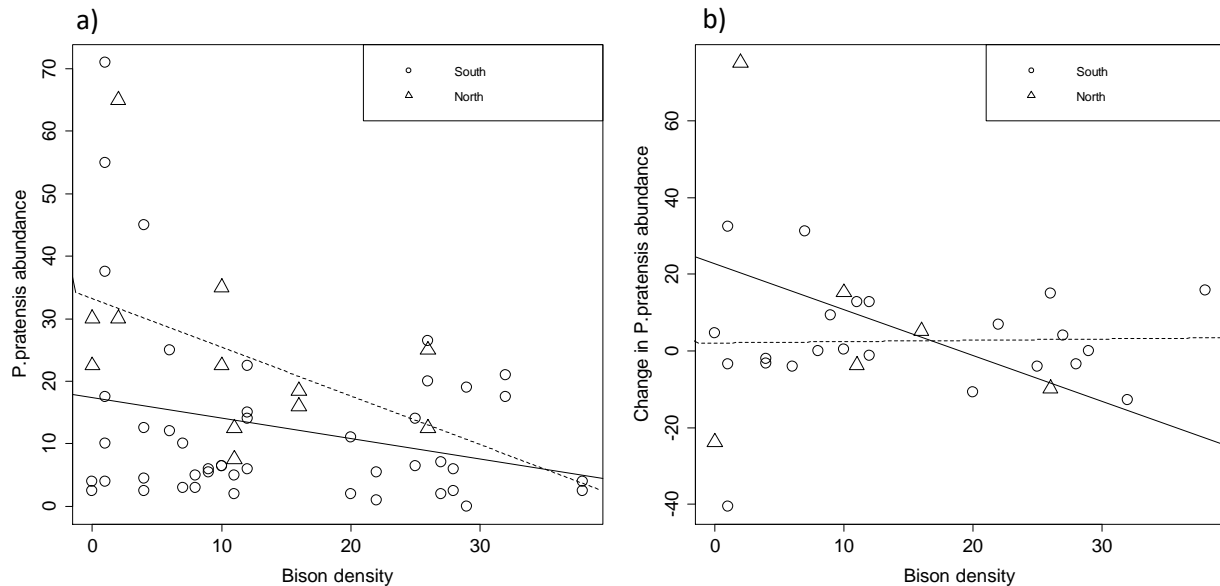 a)
P.pratensis abundance
70
60
50
40
30
20
10
0
South
North
0 10 20 30
Bison density
b)
Change in P.pratensis abundance
60
40
20
0
-20
-40
South
North
0 10 20 30
Bison density